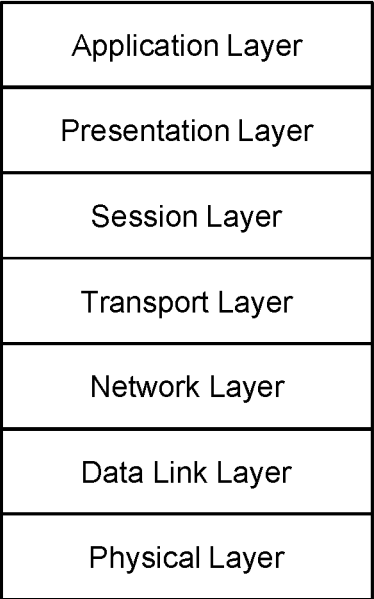 Application Layer
Presentation Layer
Session Layer
Transport Layer
Network Layer
Data Link Layer
Physical Layer